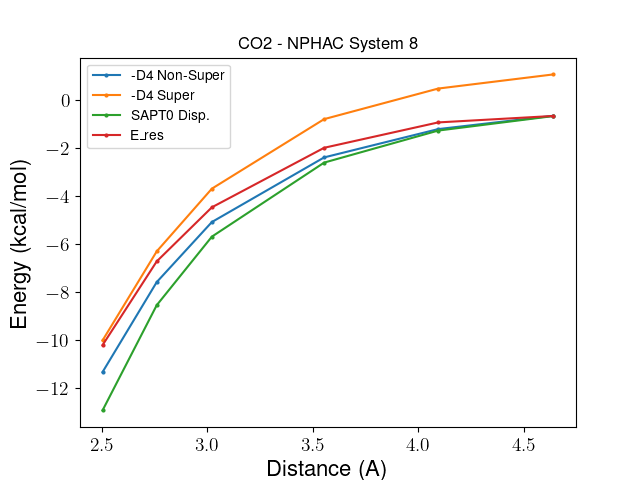 CO2 - NPHAC System 8
-D4 Non-Super
-D4 Super
SAPT0 Disp.
E_res
Energy (kcal/mol)
0
−2
−4
−6
−8
−10
−12
2.5 3.0 3.5 4.0 4.5
Distance (A)